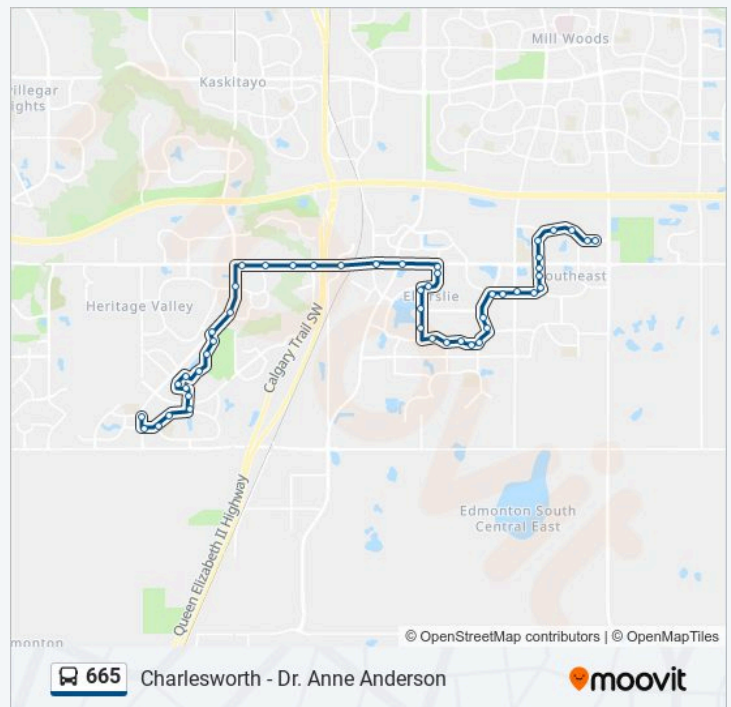 Mill Woods
Kaskitayo
villegar
ights
Heritage Valley
Southeast
Ellerslie
Calgary Trail SW
Edmonton South
Central East
Queen Elizabeth II Highway
monton
© OpenStreetMap contributors | © OpenMapTiles
665 Charlesworth - Dr. Anne Anderson
moovit